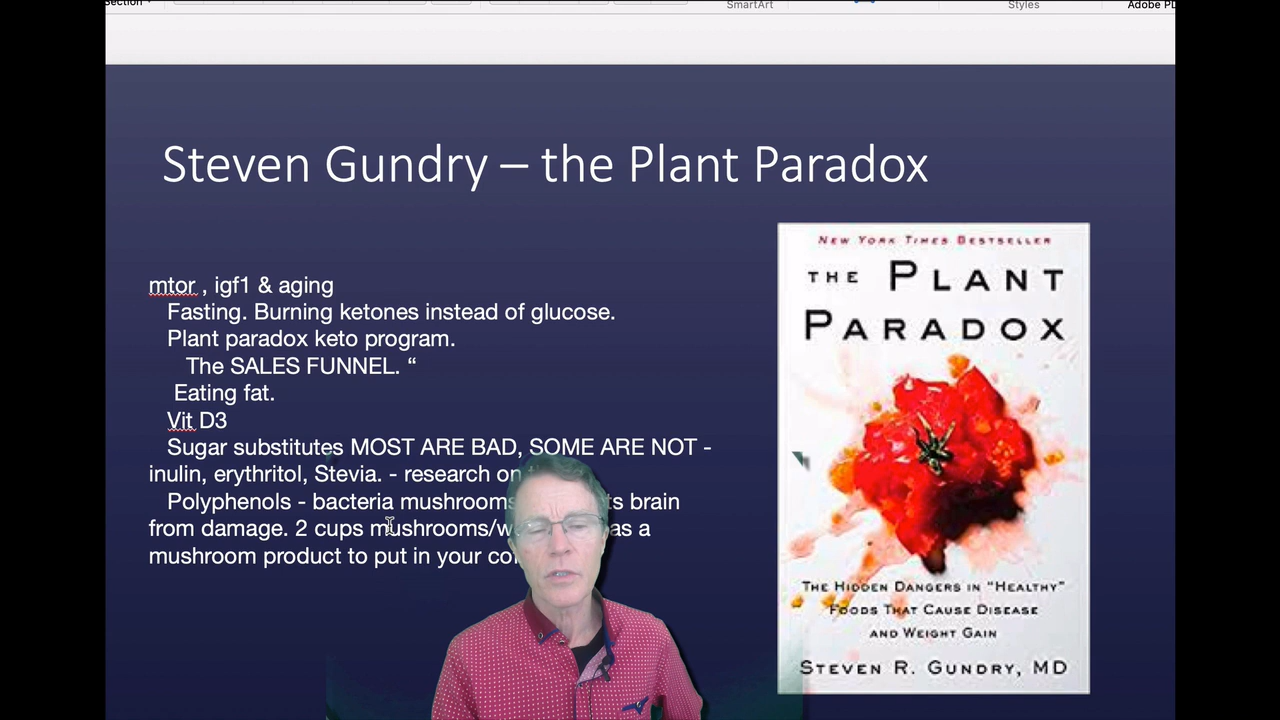 Section
SmartArt
Styles
Adobe PD
Steven Gundry – the Plant Paradox
mtor , igf1 & aging
Fasting. Burning ketones instead of glucose.
Plant paradox keto program.
The SALES FUNNEL. “
Eating fat.
Vit D3
Sugar substitutes MOST ARE BAD, SOME ARE NOT -
inulin, erythritol, Stevia. - research on
Polyphenols - bacteria mushrooms brain
from damage. 2 cups mushrooms/w as a
mushroom product to put in your
NEW YORK TIMES BESTSELLER
THE PLANT
PARADOX
THE HIDDEN DANGERS IN “HEALTHY”
FOODS THAT CAUSE DISEASE
AND WEIGHT GAIN
STEVEN R. GUNDRY, MD